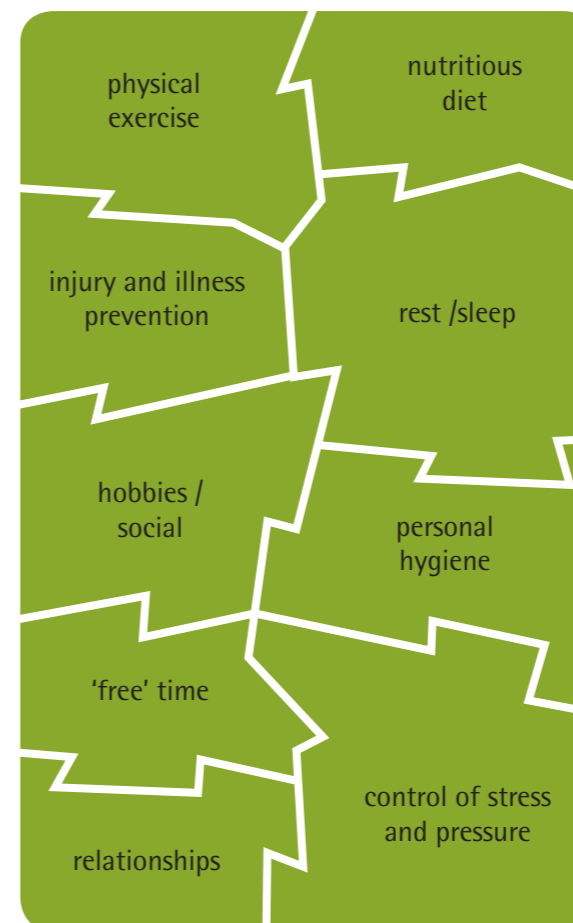 physical
exercise
nutritious
diet
injury and illness
prevention
rest /sleep
hobbies /
social
personal
hygiene
‘free’ time
control of stress
and pressure
relationships